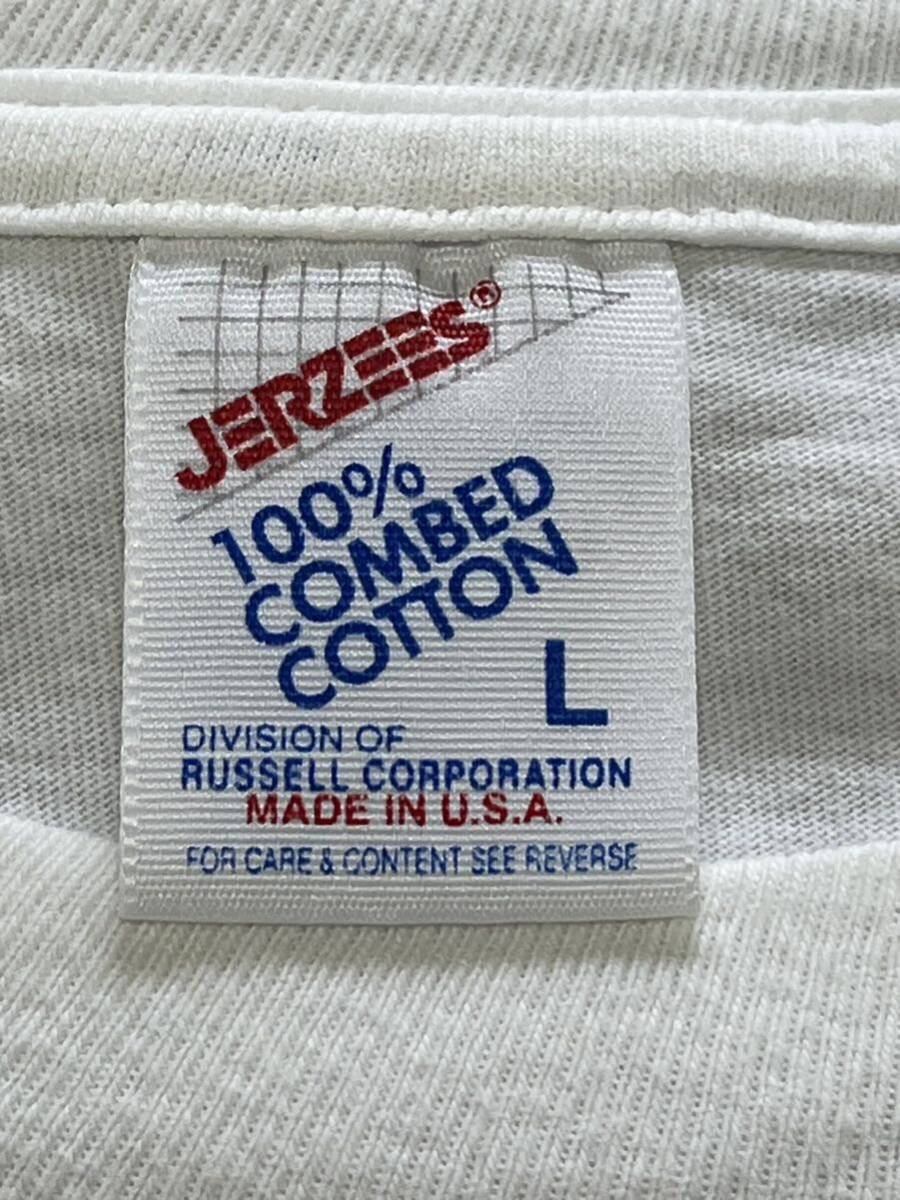 JERZEES®
100%
COMBED
COTTON
L
DIVISION OF
RUSSELL CORPORATION
MADE IN U.S.A.
FOR CARE & CONTENT SEE REVERSE